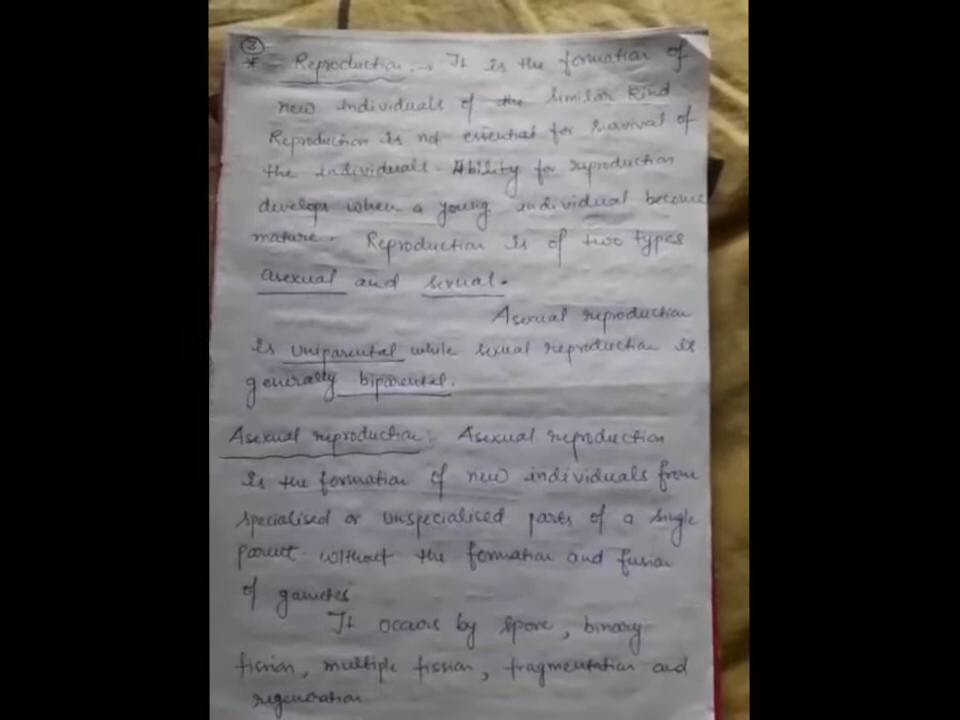 ③
* - Reproduction :→ It is the formation of
new individuals of the similar kind
Reproduction is not essential for survival of
the individuals. Ability for reproduction
develops when a young individual become
mature. Reproduction is of two types
asexual and sexual.
Asexual reproduction
is uniparental while sexual reproduction is
generally biparental.
Asexual reproduction: Asexual reproduction
is the formation of new individuals from
specialised or unspecialised parts of a single
parent without the formation and fusion
of gametes
It occurs by spore, binary
fission, multiple fission, fragmentation and
regeneration